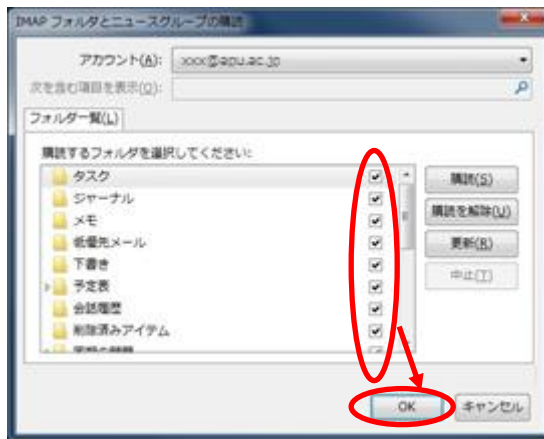 IMAP フォルダとニュースグループの購読
アカウント(A): xxx@apu.ac.jp
次を含む項目を表示(Q):
フォルダ一覧(L)
購読するフォルダを選択してください:
タスク
ジャーナル
メモ
低優先メール
下書き
予定表
会話履歴
削除済みアイテム
購読(S)
購読を解除(U)
更新(R)
中止(T)
OK
キャンセル